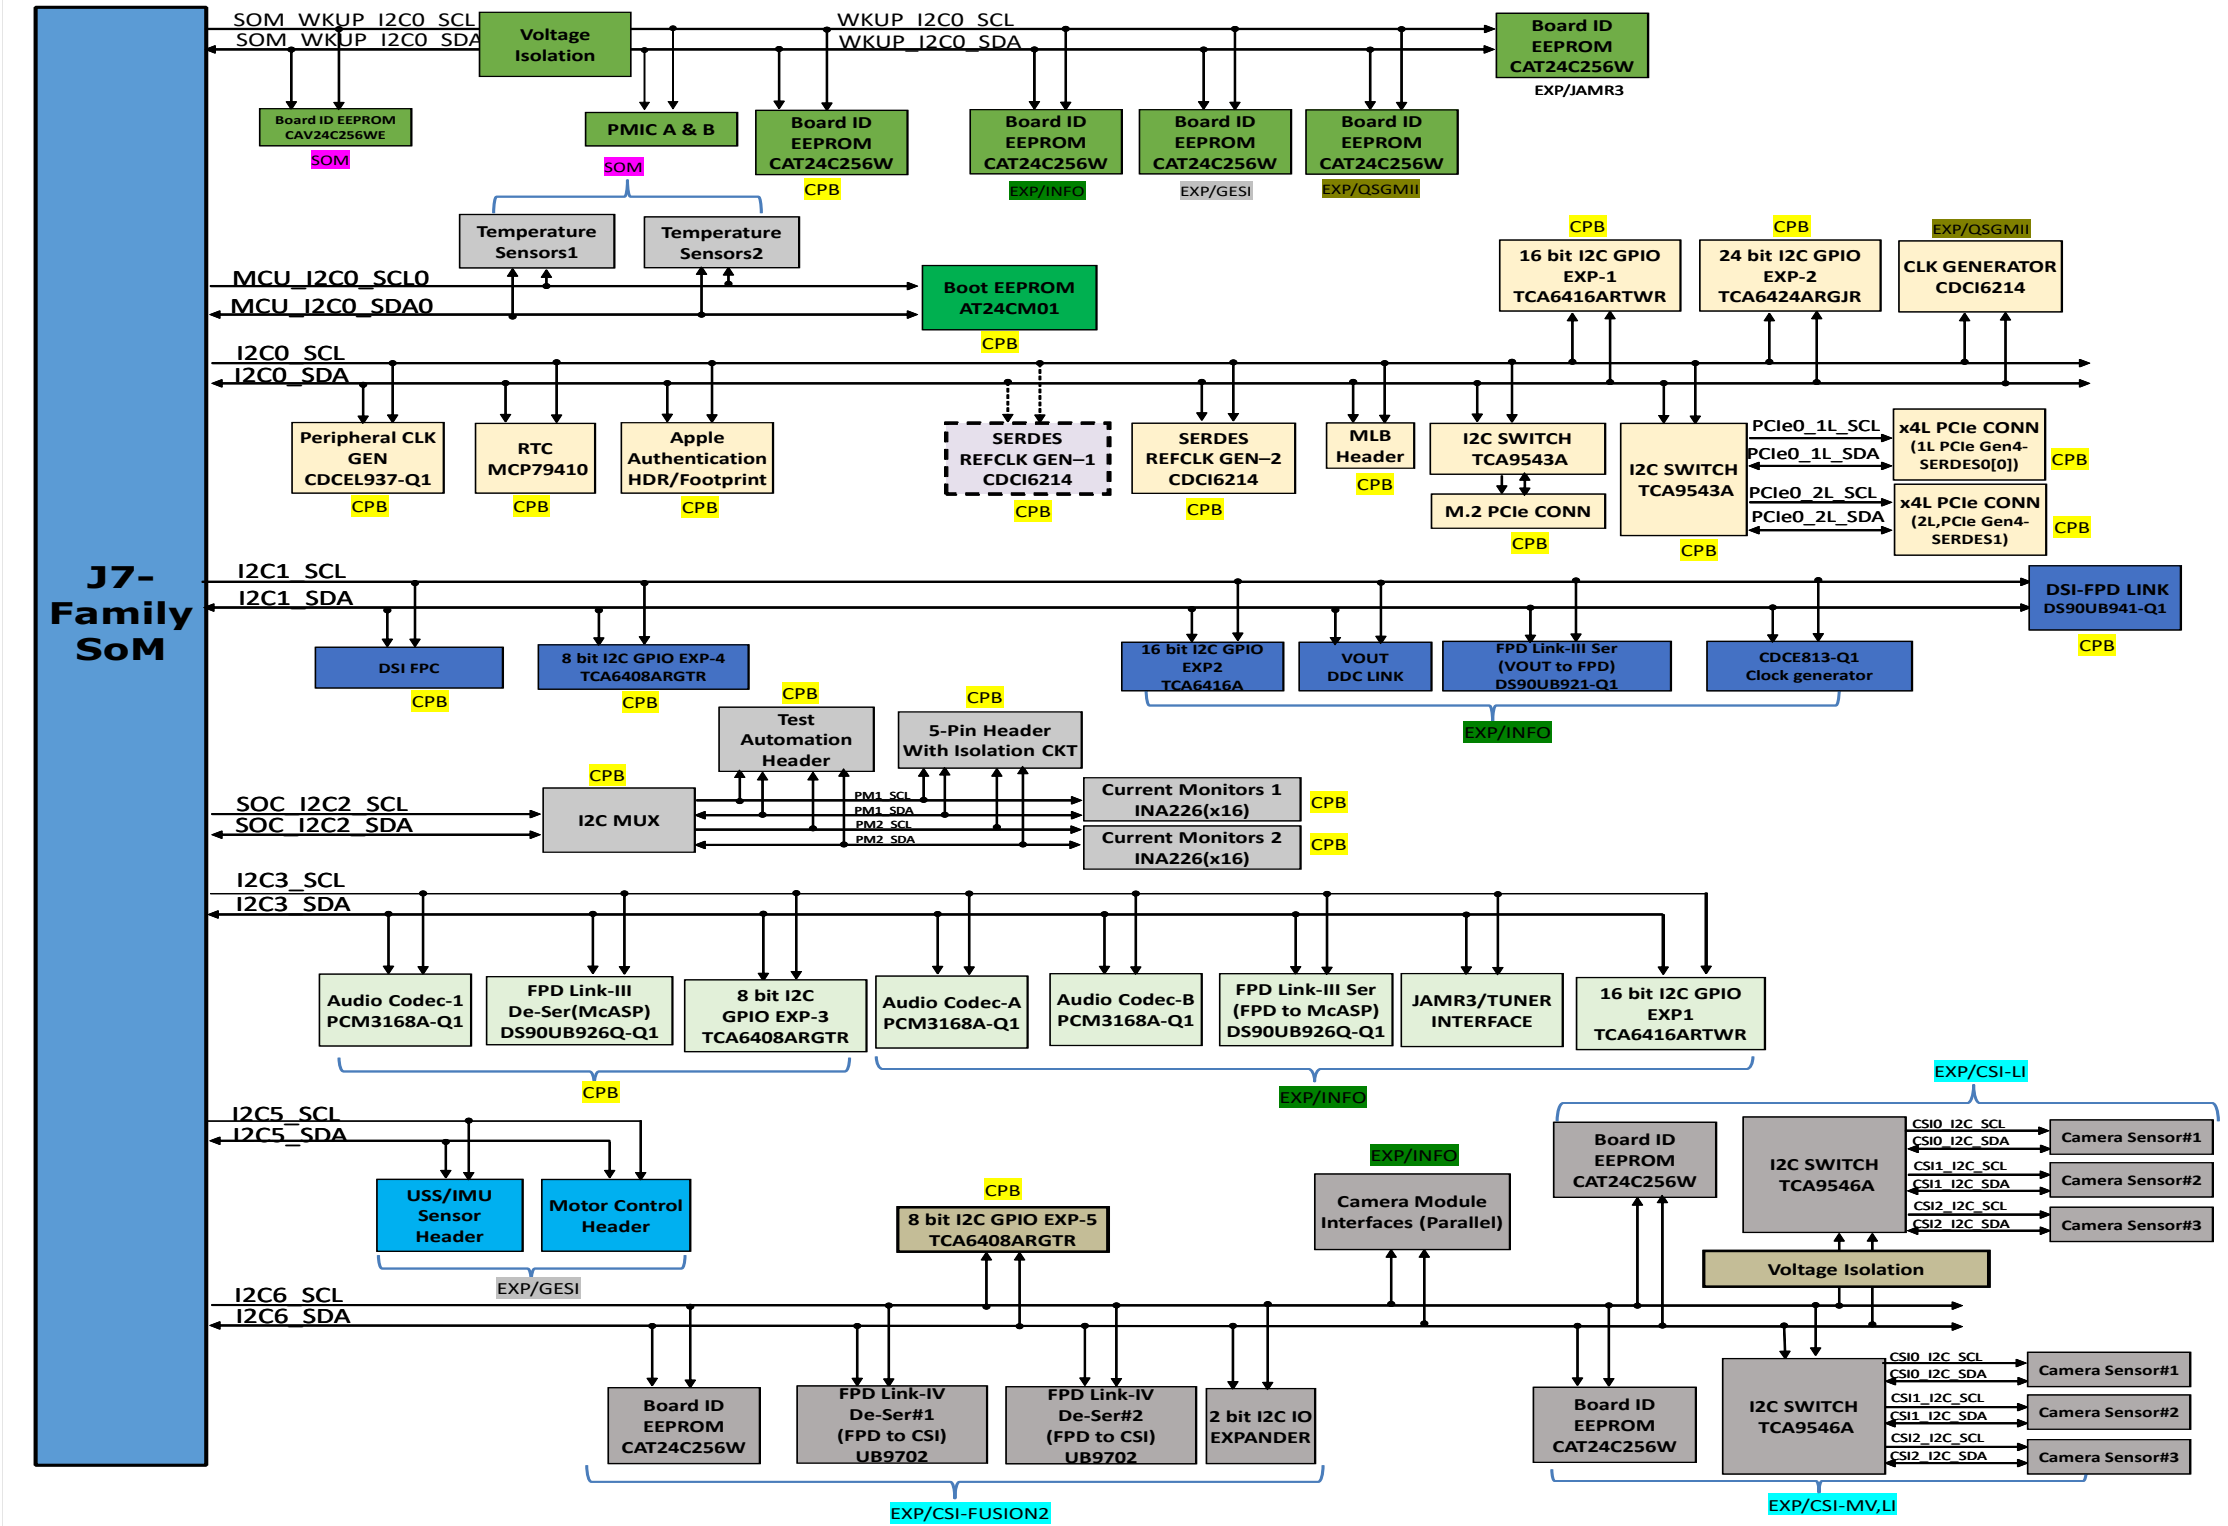 J7-
Family
SoM
SOM_WKUP_I2C0_SCL
SOM_WKUP_I2C0_SDA
Voltage
Isolation
WKUP_I2C0_SCL
WKUP_I2C0_SDA
Board ID
EEPROM
CAT24C256W
EXP/JAMR3
Board ID EEPROM
CAV24C256WE
SOM
PMIC A & B
SOM
Board ID
EEPROM
CAT24C256W
CPB
Board ID
EEPROM
CAT24C256W
EXP/INFO
Board ID
EEPROM
CAT24C256W
EXP/GESI
Board ID
EEPROM
CAT24C256W
EXP/QSGMII
Temperature
Sensors1
Temperature
Sensors2
MCU_I2C0_SCL0
MCU_I2C0_SDA0
Boot EEPROM
AT24CM01
CPB
CPB
16 bit I2C GPIO
EXP-1
TCA6416ARTWR
CPB
24 bit I2C GPIO
EXP-2
TCA6424ARGJR
EXP/QSGMII
CLK GENERATOR
CDCI6214
I2C0_SCL
I2C0_SDA
Peripheral CLK
GEN
CDCEL937-Q1
CPB
RTC
MCP79410
CPB
Apple
Authentication
HDR/Footprint
CPB
SERDES
REFCLK GEN–1
CDCI6214
CPB
SERDES
REFCLK GEN–2
CDCI6214
CPB
MLB
Header
CPB
I2C SWITCH
TCA9543A
M.2 PCIe CONN
CPB
I2C SWITCH
TCA9543A
CPB
PCIe0_1L_SCL
PCIe0_1L_SDA
PCIe0_2L_SCL
PCIe0_2L_SDA
x4L PCIe CONN
(1L PCIe Gen4-
SERDES0[0])
CPB
x4L PCIe CONN
(2L,PCIe Gen4-
SERDES1)
CPB
I2C1_SCL
I2C1_SDA
DSI-FPD LINK
DS90UB941-Q1
CPB
DSI FPC
CPB
8 bit I2C GPIO EXP-4
TCA6408ARGTR
CPB
16 bit I2C GPIO
EXP2
TCA6416A
VOUT
DDC LINK
FPD Link-III Ser
(VOUT to FPD)
DS90UB921-Q1
CDCE813-Q1
Clock generator
EXP/INFO
CPB
Test
Automation
Header
CPB
5-Pin Header
With Isolation CKT
SOC_I2C2_SCL
SOC_I2C2_SDA
CPB
I2C MUX
PM1_SCL
PM1_SDA
PM2_SCL
PM2_SDA
Current Monitors 1
INA226(x16)
CPB
Current Monitors 2
INA226(x16)
CPB
I2C3_SCL
I2C3_SDA
Audio Codec-1
PCM3168A-Q1
FPD Link-III
De-Ser(McASP)
DS90UB926Q-Q1
8 bit I2C
GPIO EXP-3
TCA6408ARGTR
CPB
Audio Codec-A
PCM3168A-Q1
Audio Codec-B
PCM3168A-Q1
FPD Link-III Ser
(FPD to McASP)
DS90UB926Q-Q1
JAMR3/TUNER
INTERFACE
16 bit I2C GPIO
EXP1
TCA6416ARTWR
EXP/INFO
I2C5_SCL
I2C5_SDA
USS/IMU
Sensor
Header
Motor Control
Header
EXP/GESI
CPB
8 bit I2C GPIO EXP-5
TCA6408ARGTR
EXP/INFO
Camera Module
Interfaces (Parallel)
EXP/CSI-LI
Board ID
EEPROM
CAT24C256W
I2C SWITCH
TCA9546A
CSI0_I2C_SCL
CSI0_I2C_SDA
CSI1_I2C_SCL
CSI1_I2C_SDA
CSI2_I2C_SCL
CSI2_I2C_SDA
Camera Sensor#1
Camera Sensor#2
Camera Sensor#3
Voltage Isolation
I2C6_SCL
I2C6_SDA
Board ID
EEPROM
CAT24C256W
FPD Link-IV
De-Ser#1
(FPD to CSI)
UB9702
FPD Link-IV
De-Ser#2
(FPD to CSI)
UB9702
2 bit I2C IO
EXPANDER
EXP/CSI-FUSION2
Board ID
EEPROM
CAT24C256W
I2C SWITCH
TCA9546A
CSI0_I2C_SCL
CSI0_I2C_SDA
CSI1_I2C_SCL
CSI1_I2C_SDA
CSI2_I2C_SCL
CSI2_I2C_SDA
Camera Sensor#1
Camera Sensor#2
Camera Sensor#3
EXP/CSI-MV,LI